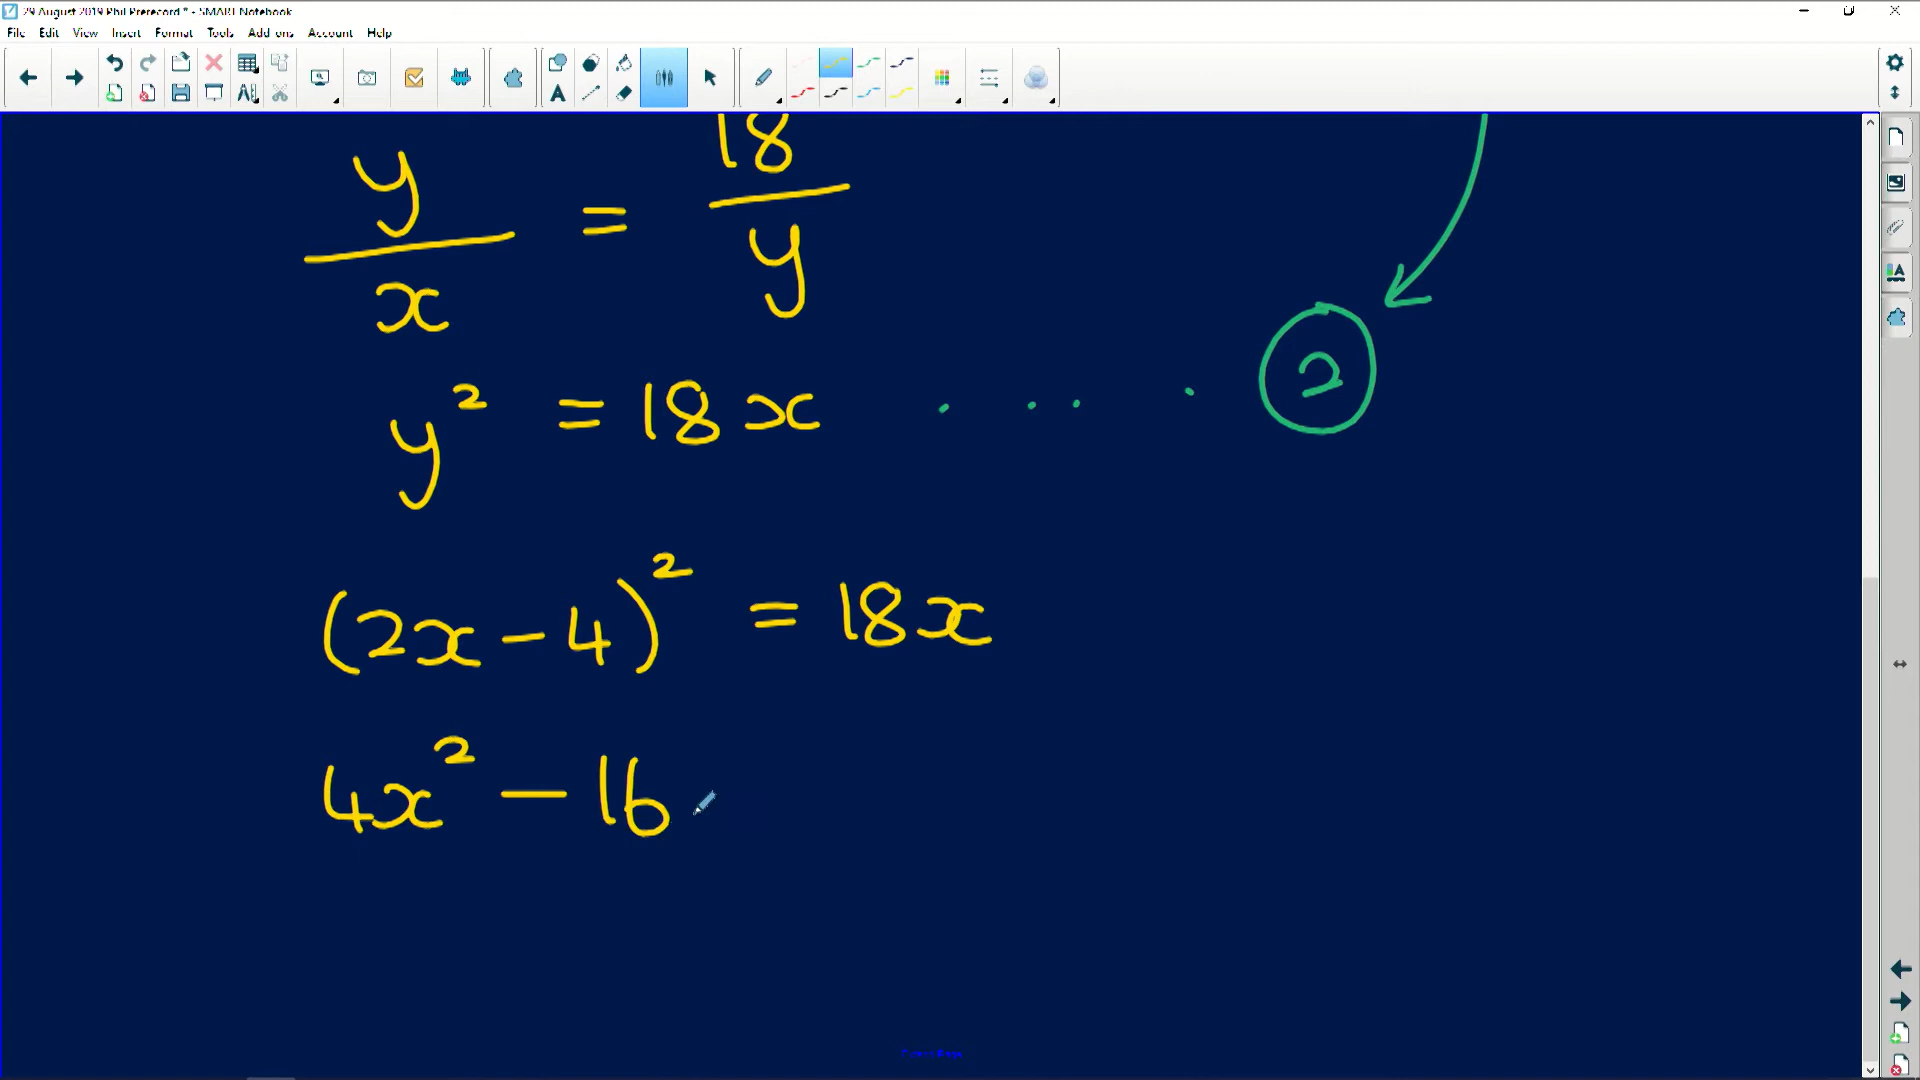 29 August 2019 Phil Prerecord * - SMART Notebook
File Edit View Insert Format Tools Add-ons Account Help
y/x = 18/y
y² = 18x . . . . 2
(2x - 4)² = 18x
4x² - 16